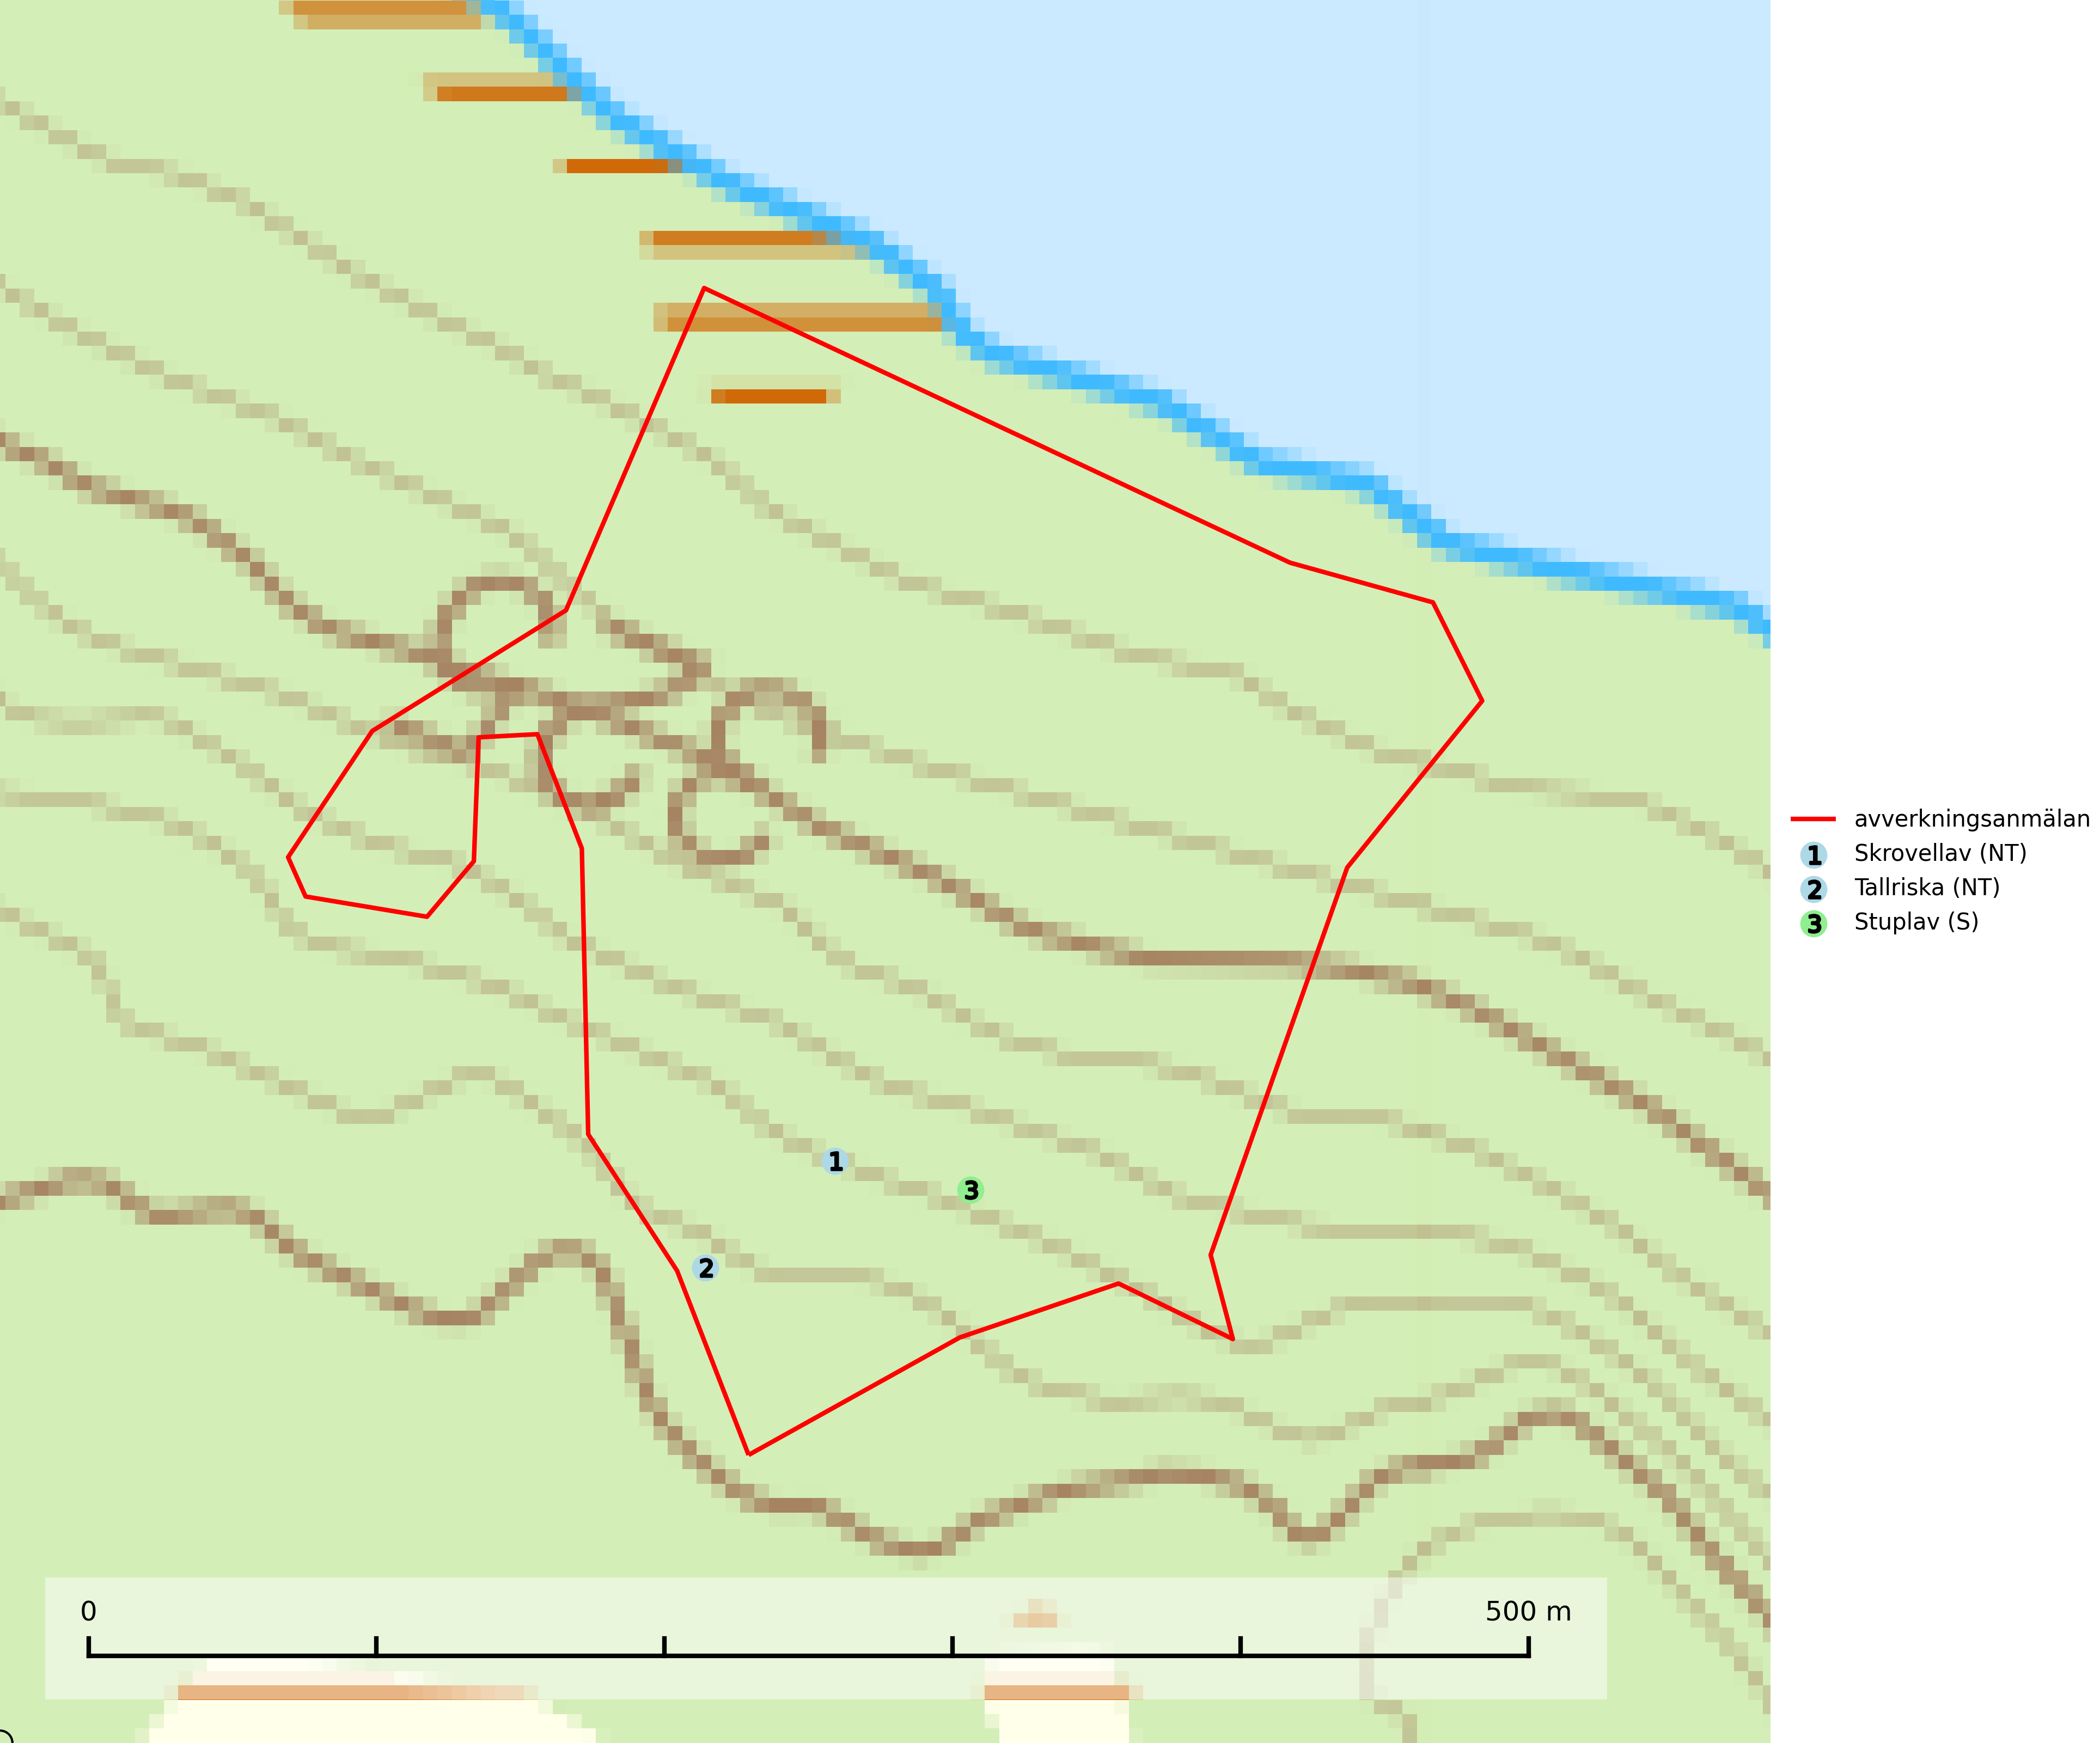 avverkningsanmälan
1 Skrovellav (NT)
2 Tallriska (NT)
3 Stuplav (S)
1
3
2
0 500 m